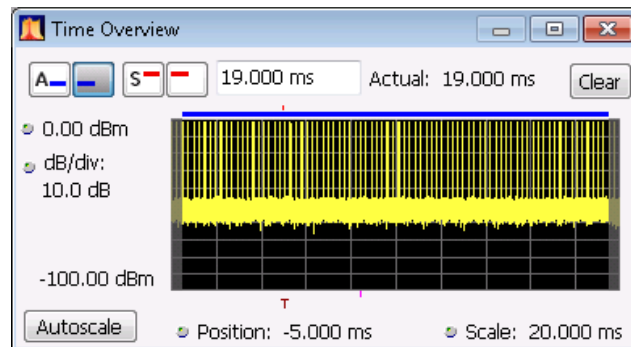 Time Overview
A S 19.000 ms Actual: 19.000 ms Clear
0.00 dBm
dB/div:
10.0 dB
-100.00 dBm
T
Autoscale Position: -5.000 ms Scale: 20.000 ms